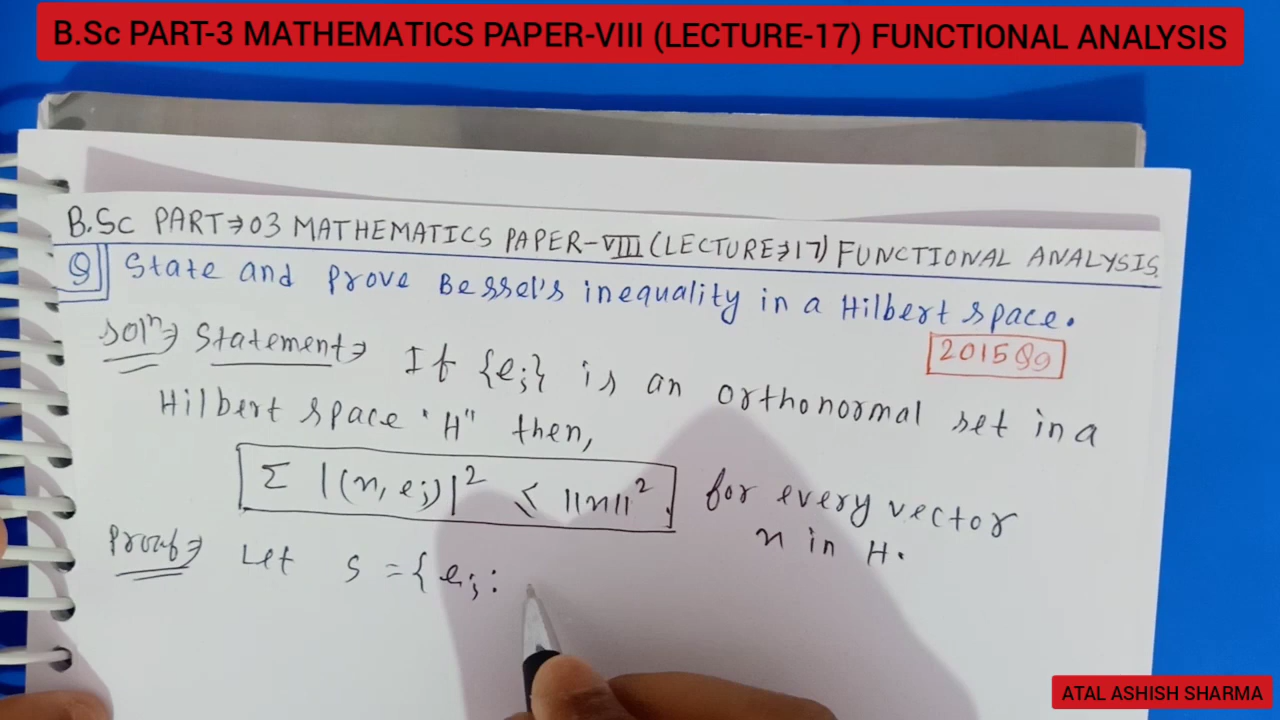 B.Sc PART-3 MATHEMATICS PAPER-VIII (LECTURE-17) FUNCTIONAL ANALYSIS
B.Sc PART→03 MATHEMATICS PAPER-VIII (LECTURE→17) FUNCTIONAL ANALYSIS
Q State and Prove Bessel's inequality in a Hilbert space.
2015 Q9
Solⁿ→ Statement→ If {ei} is an orthonormal set in a
Hilbert space "H" then,
Σ |(x, ei)|² ≤ ||x||². for every vector
x in H.
Proof→ Let S = {ei :
ATAL ASHISH SHARMA